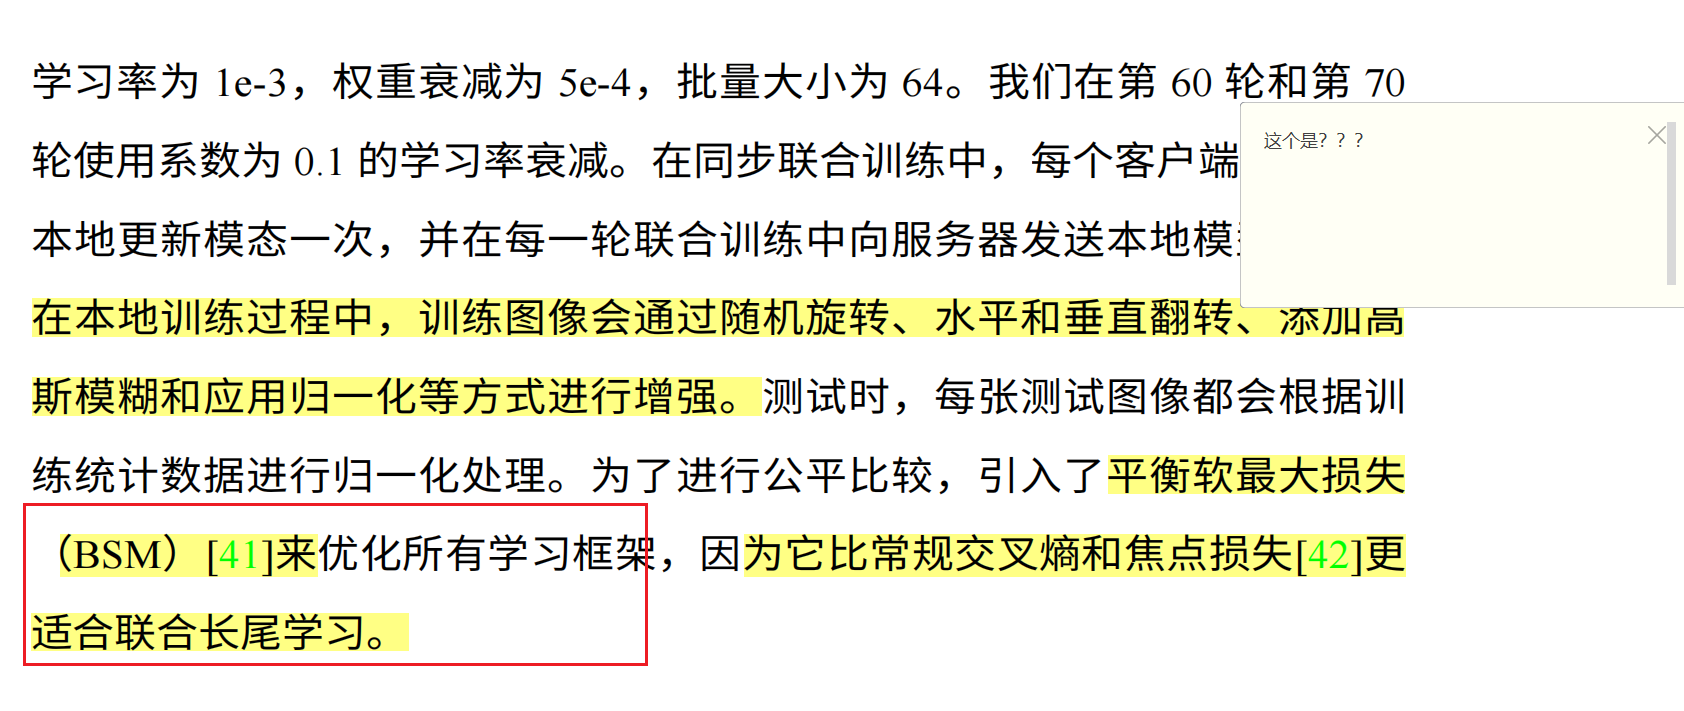 学习率为 1e-3，权重衰减为 5e-4，批量大小为 64。我们在第 60 轮和第 70
轮使用系数为 0.1 的学习率衰减。在同步联合训练中，每个客户端
本地更新模态一次，并在每一轮联合训练中向服务器发送本地模
在本地训练过程中，训练图像会通过随机旋转、水平和垂直翻转、添加高
斯模糊和应用归一化等方式进行增强。测试时，每张测试图像都会根据训
练统计数据进行归一化处理。为了进行公平比较，引入了平衡软最大损失
（BSM）[41]来优化所有学习框架，因为它比常规交叉熵和焦点损失[42]更
适合联合长尾学习。
这个是？？？